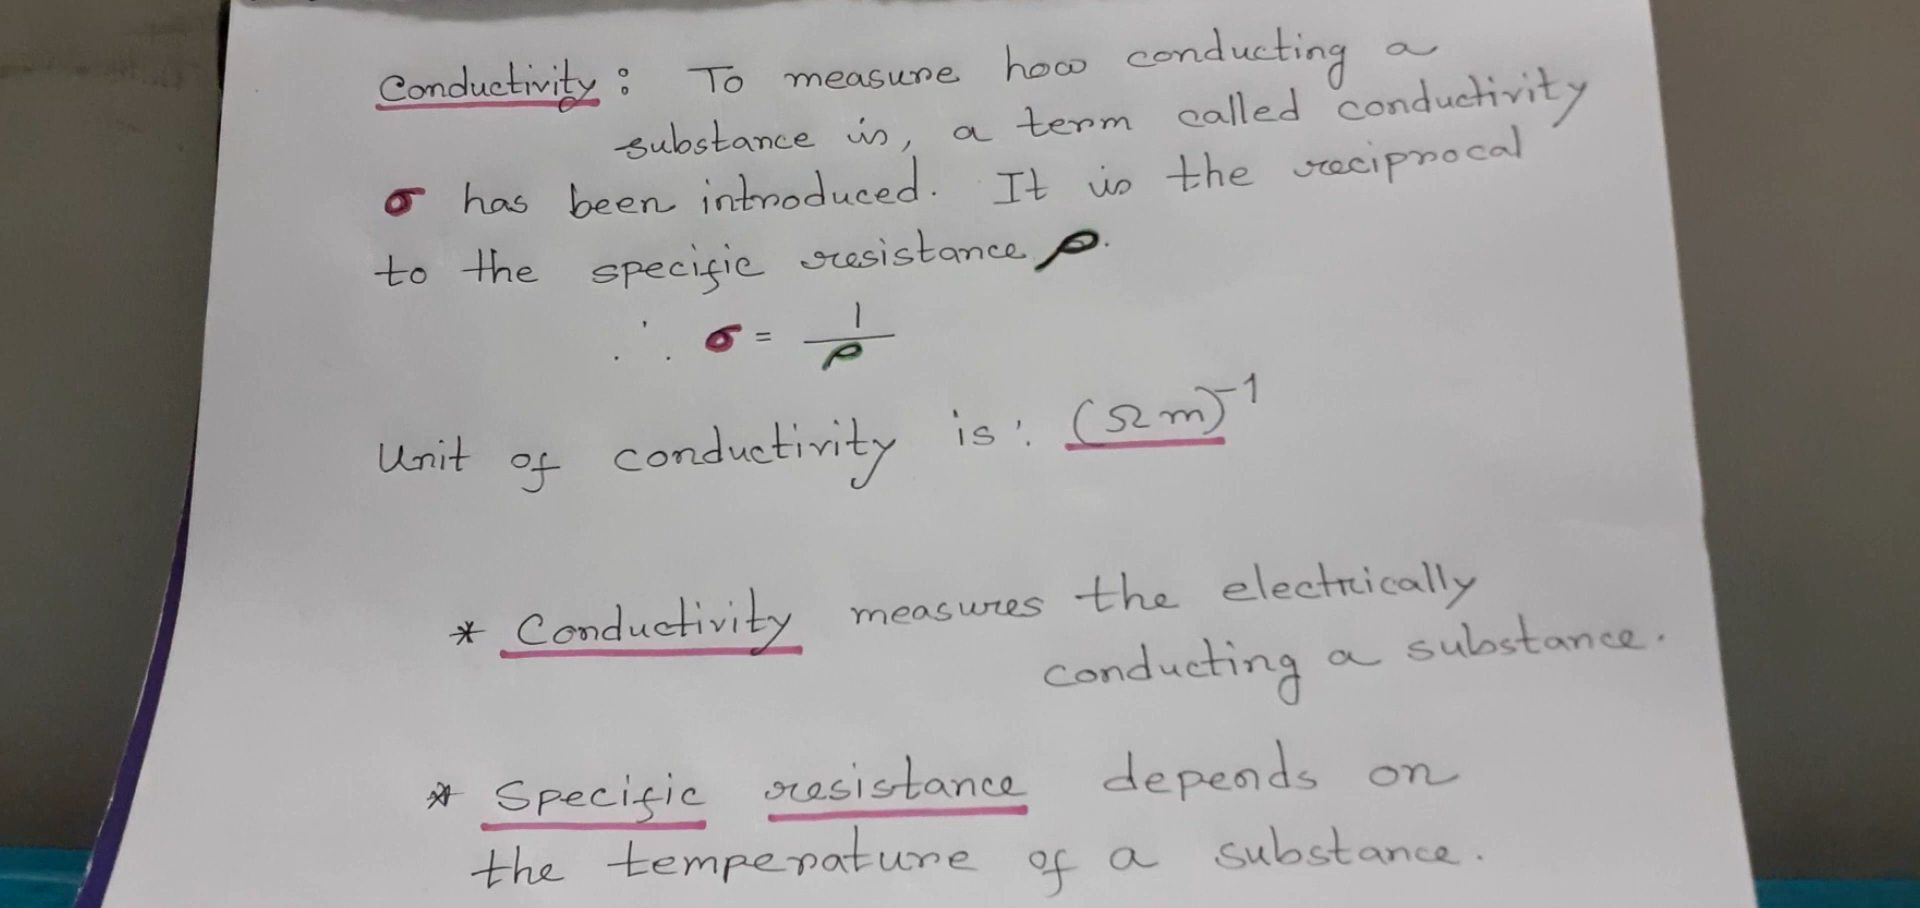 Conductivity: To measure how conducting a
substance is, a term called conductivity
σ has been introduced. It is the reciprocal
to the specific resistance ρ.
∴ σ = 1/ρ
Unit of conductivity is: (Ωm)⁻¹
* Conductivity measures the electrically
conducting a substance.
* Specific resistance depends on
the temperature of a substance.